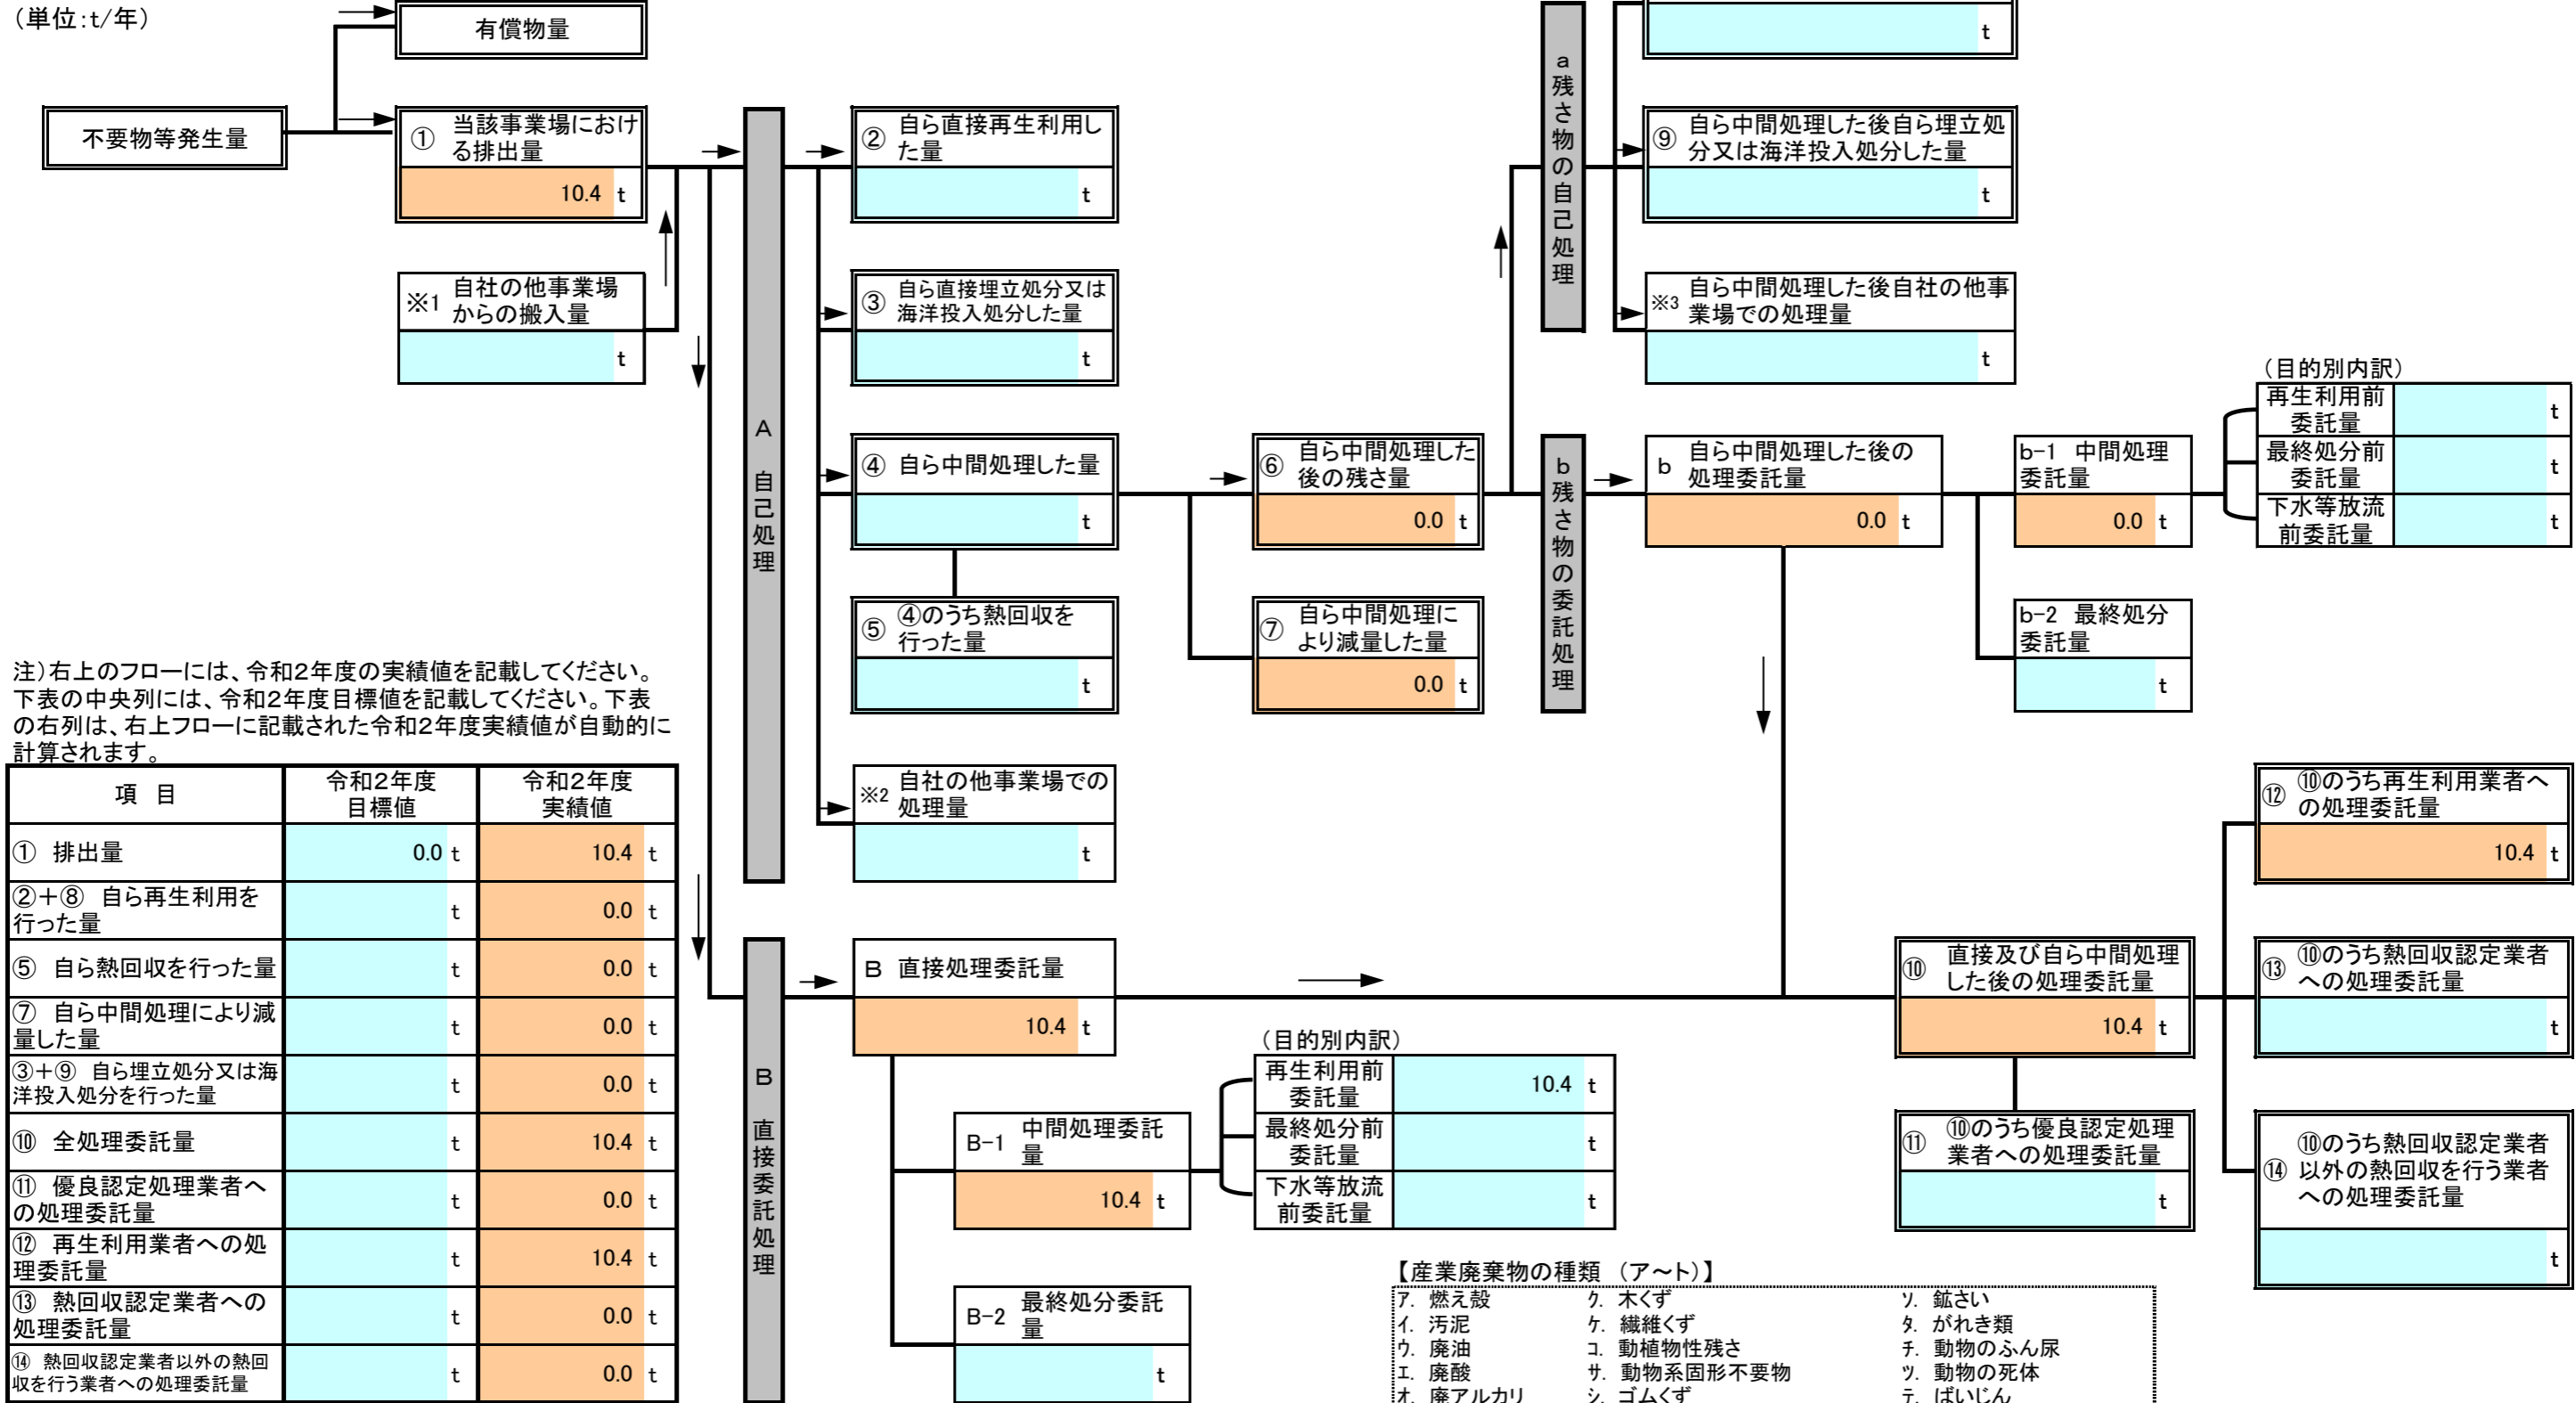 （単位：t/年）
有償物量
不要物等発生量
① 当該事業場におけ
る排出量
10.4 t
※1 自社の他事業場
からの搬入量
t
A 自己処理
② 自ら直接再生利用し
た量
t
③ 自ら直接埋立処分又は
海洋投入処分した量
t
④ 自ら中間処理した量
t
⑤ ④のうち熱回収を
行った量
t
※2 自社の他事業場での
処理量
t
⑥ 自ら中間処理した
後の残さ量
0.0 t
⑦ 自ら中間処理に
より減量した量
0.0 t
a 残さ物の自己処理
t
⑨ 自ら中間処理した後自ら埋立処
分又は海洋投入処分した量
t
※3 自ら中間処理した後自社の他事
業場での処理量
t
b 残さ物の委託処理
b 自ら中間処理した後の
処理委託量
0.0 t
b-1 中間処理
委託量
0.0 t
b-2 最終処分
委託量
t
（目的別内訳）
再生利用前
委託量 t
最終処分前
委託量 t
下水等放流
前委託量 t
注）右上のフローには、令和2年度の実績値を記載してください。
下表の中央列には、令和2年度目標値を記載してください。下表
の右列は、右上フローに記載された令和2年度実績値が自動的に
計算されます。
項 目 令和2年度
目標値 令和2年度
実績値
① 排出量 0.0 t 10.4 t
②＋⑧ 自ら再生利用を
行った量 t 0.0 t
⑤ 自ら熱回収を行った量 t 0.0 t
⑦ 自ら中間処理により減
量した量 t 0.0 t
③＋⑨ 自ら埋立処分又は海
洋投入処分を行った量 t 0.0 t
⑩ 全処理委託量 t 10.4 t
⑪ 優良認定処理業者へ
の処理委託量 t 0.0 t
⑫ 再生利用業者への処
理委託量 t 10.4 t
⑬ 熱回収認定業者への
処理委託量 t 0.0 t
⑭ 熱回収認定業者以外の熱回
収を行う業者への処理委託量 t 0.0 t
B 直接委託処理
B 直接処理委託量
10.4 t
B-1 中間処理委託
量
10.4 t
B-2 最終処分委託
量
t
（目的別内訳）
再生利用前
委託量 10.4 t
最終処分前
委託量 t
下水等放流
前委託量 t
⑩ 直接及び自ら中間処理
した後の処理委託量
10.4 t
⑪ ⑩のうち優良認定処理
業者への処理委託量
t
⑫ ⑩のうち再生利用業者へ
の処理委託量
10.4 t
⑬ ⑩のうち熱回収認定業者
への処理委託量
t
⑭ ⑩のうち熱回収認定業者
以外の熱回収を行う業者
への処理委託量
t
【産業廃棄物の種類 （ア～ト）】
ア. 燃え殻 ク. 木くず ソ. 鉱さい
イ. 汚泥 ケ. 繊維くず タ. がれき類
ウ. 廃油 コ. 動植物性残さ チ. 動物のふん尿
エ. 廃酸 サ. 動物系固形不要物 ツ. 動物の死体
オ. 廃アルカリ シ. ゴムくず テ. ばいじん